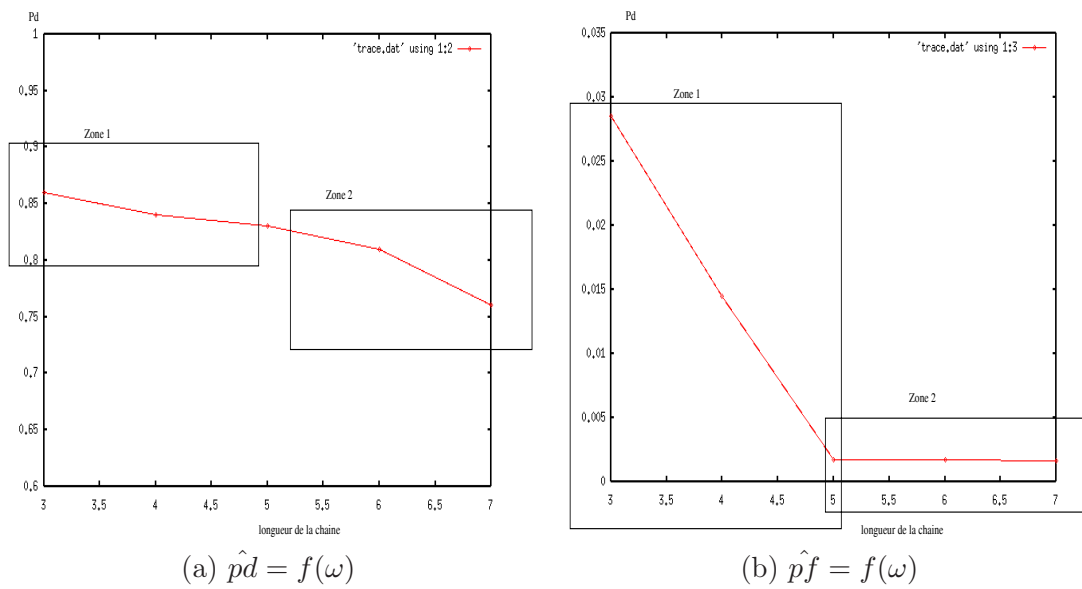 Pd
1
'trace.dat' using 1:2
0.95
Zone 1
0.9
Zone 2
0.85
0.8
0.75
0.7
0.65
0.6
3 3.5 4 4.5 5 5.5 6 6.5 7
longueur de la chaine
(a) p̂d = f(ω)
Pd
0.035
'trace.dat' using 1:3
0.03
Zone 1
0.025
0.02
0.015
0.01
Zone 2
0.005
0
3 3.5 4 4.5 5 5.5 6 6.5 7
longueur de la chaine
(b) p̂f = f(ω)